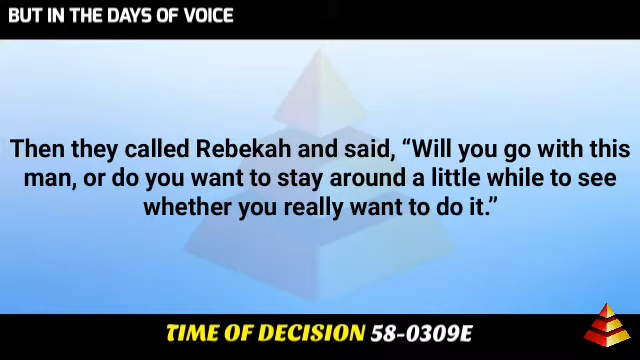 BUT IN THE DAYS OF VOICE
Then they called Rebekah and said, “Will you go with this
man, or do you want to stay around a little while to see
whether you really want to do it.”
TIME OF DECISION 58-0309E